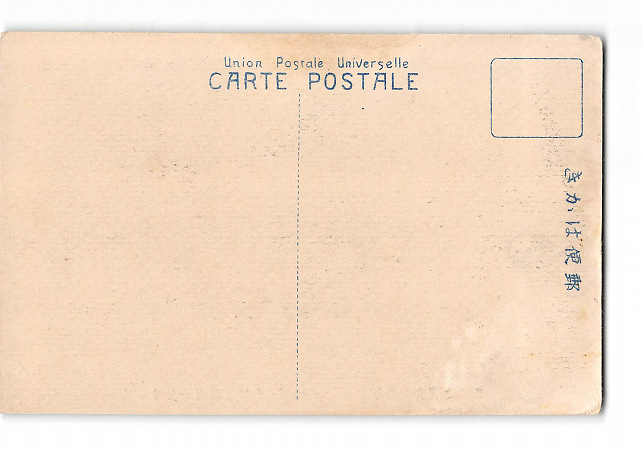 Union Postale Universelle
CARTE POSTALE
きかは便郵